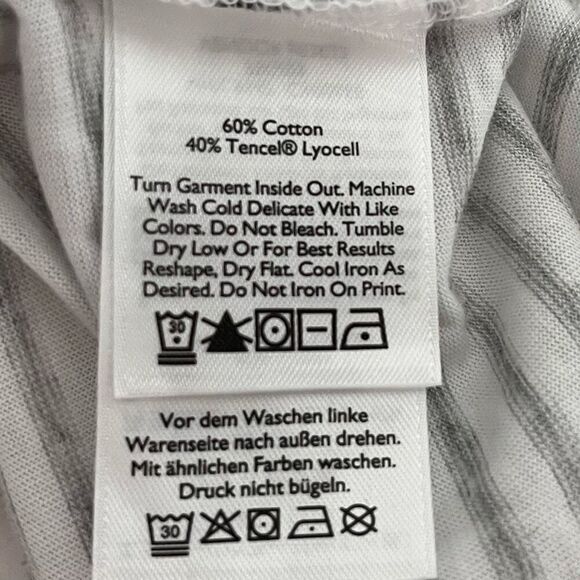 60% Cotton
40% Tencel® Lyocell
Turn Garment Inside Out. Machine
Wash Cold Delicate With Like
Colors. Do Not Bleach. Tumble
Dry Low Or For Best Results
Reshape, Dry Flat. Cool Iron As
Desired. Do Not Iron On Print.
30
Vor dem Waschen linke
Warenseite nach außen drehen.
Mit ähnlichen Farben waschen.
Druck nicht bügeln.
30